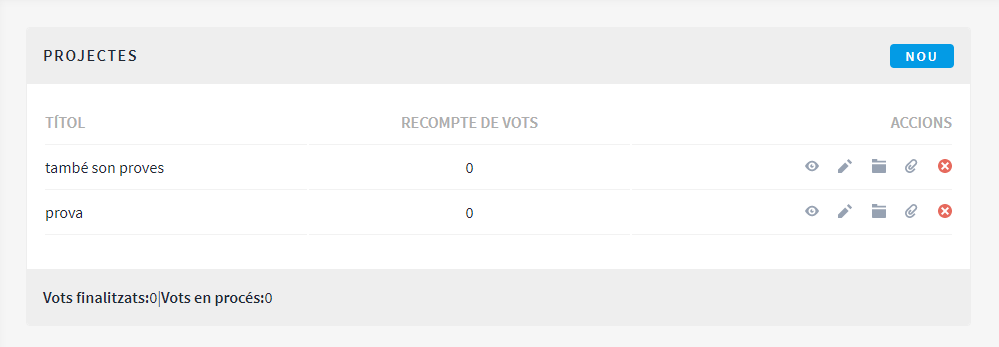 PROJECTES
NOU
TÍTOL RECOMPTE DE VOTS ACCIONS
també son proves 0
prova 0
Vots finalitzats:0|Vots en procés:0